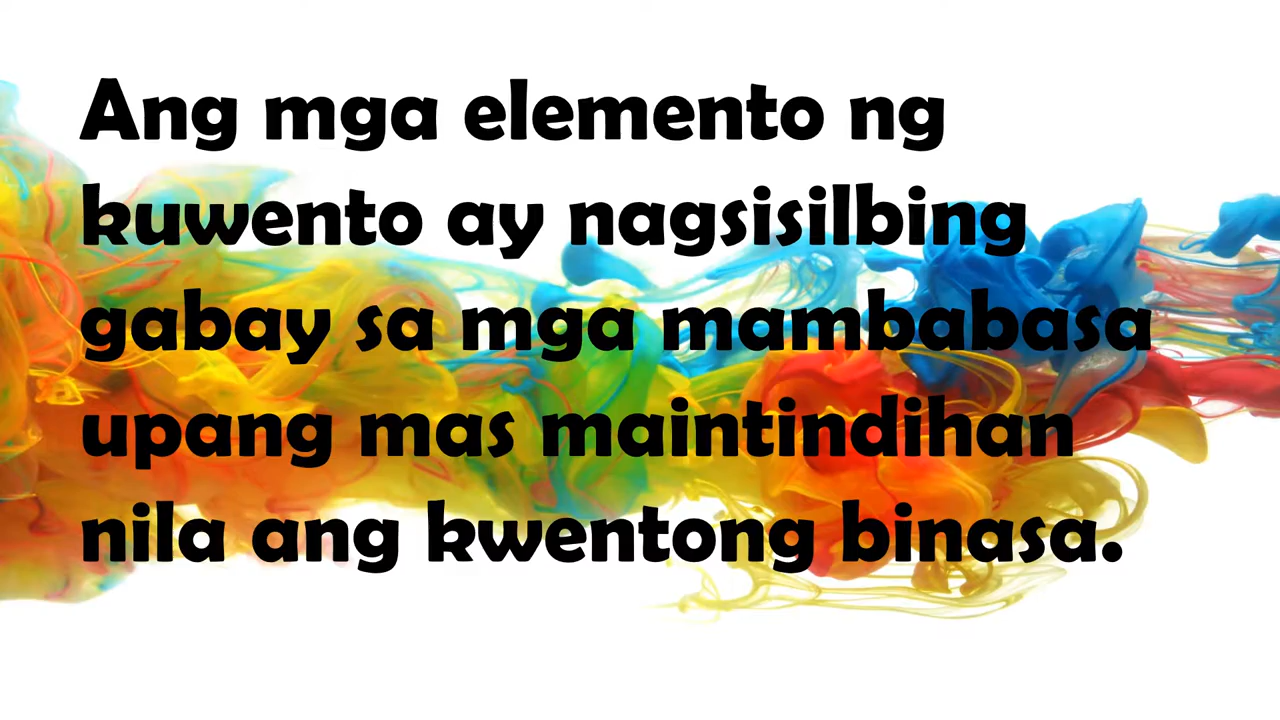 Ang mga elemento ng
kuwento ay nagsisilbing
gabay sa mga mambabasa
upang mas maintindihan
nila ang kwentong binasa.